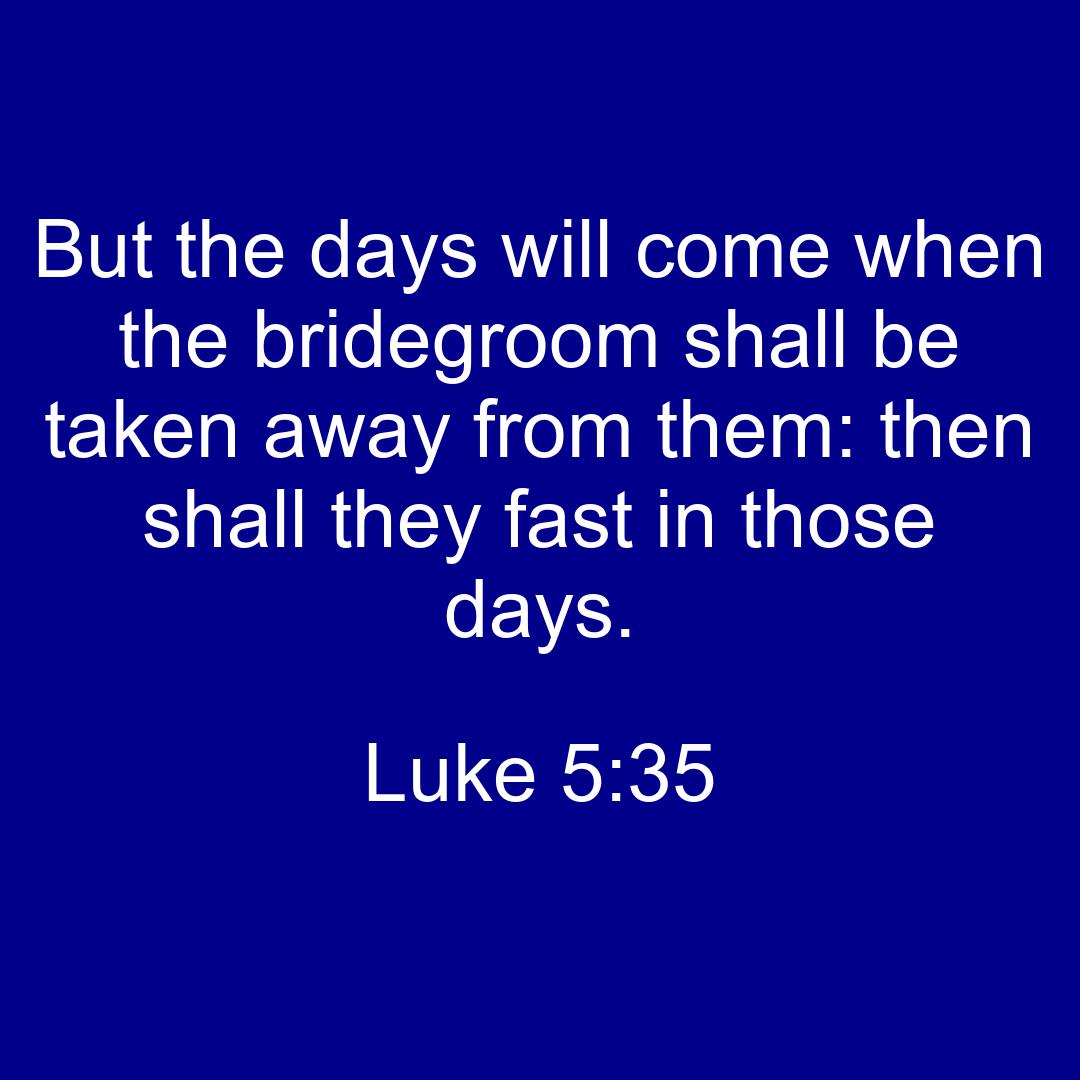 But the days will come when
the bridegroom shall be
taken away from them: then
shall they fast in those
days.
Luke 5:35